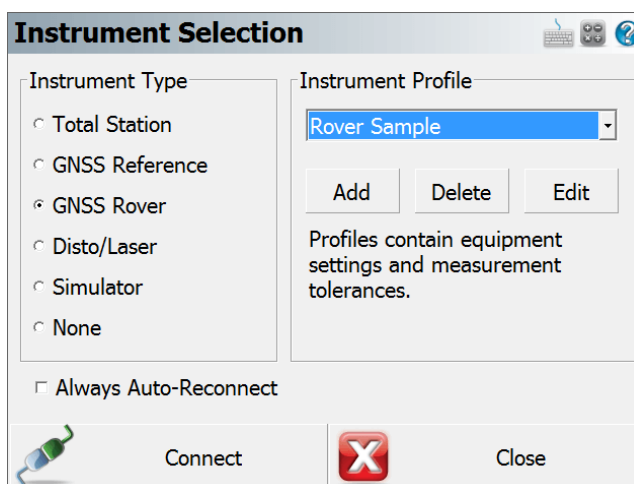 Instrument Selection
Instrument Type
Total Station
GNSS Reference
GNSS Rover
Disto/Laser
Simulator
None
Instrument Profile
Rover Sample
Add Delete Edit
Profiles contain equipment
settings and measurement
tolerances.
Always Auto-Reconnect
Connect Close